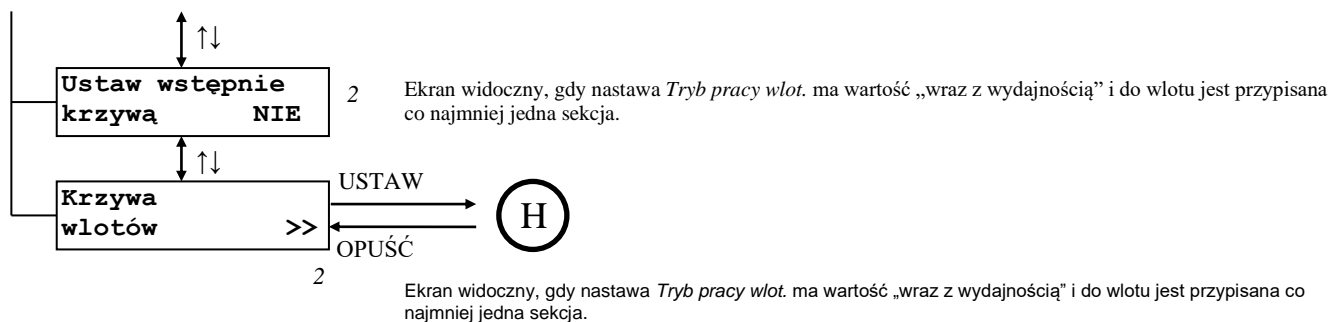 ↑↓
Ustaw wstępnie
krzywą NIE
2
Ekran widoczny, gdy nastawa Tryb pracy wlot. ma wartość „wraz z wydajnością” i do wlotu jest przypisana
co najmniej jedna sekcja.
↑↓
Krzywa
wlotów >>
USTAW
OPUŚĆ
H
2
Ekran widoczny, gdy nastawa Tryb pracy wlot. ma wartość „wraz z wydajnością” i do wlotu jest przypisana co
najmniej jedna sekcja.